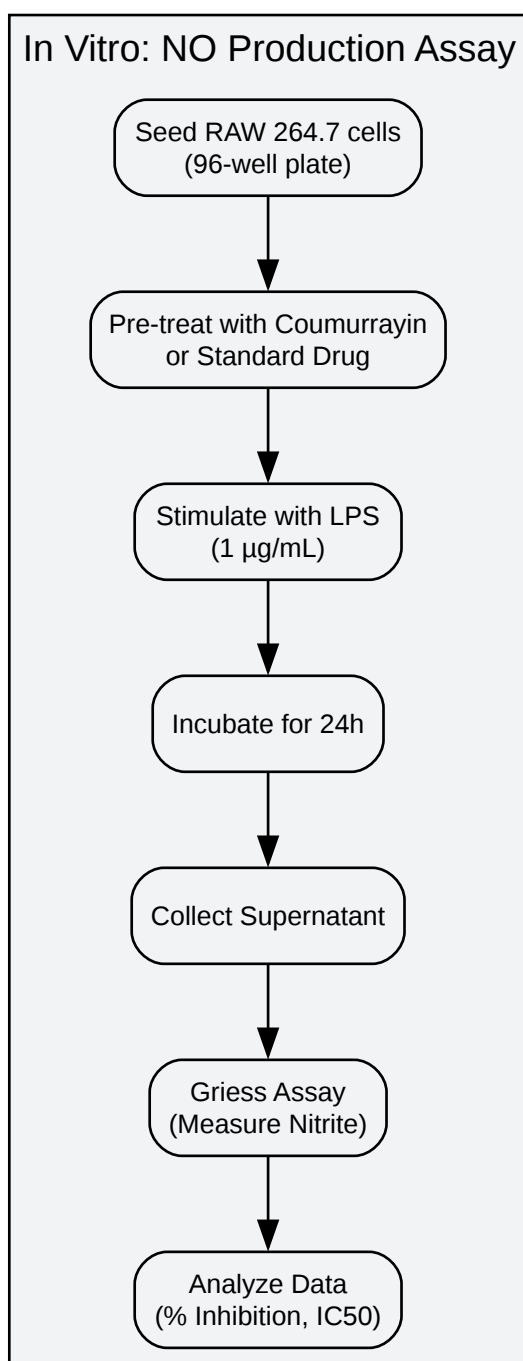 In Vitro: NO Production Assay
Seed RAW 264.7 cells
(96-well plate)
Pre-treat with Coumurrayin
or Standard Drug
Stimulate with LPS
(1 µg/mL)
Incubate for 24h
Collect Supernatant
Griess Assay
(Measure Nitrite)
Analyze Data
(% Inhibition, IC50)